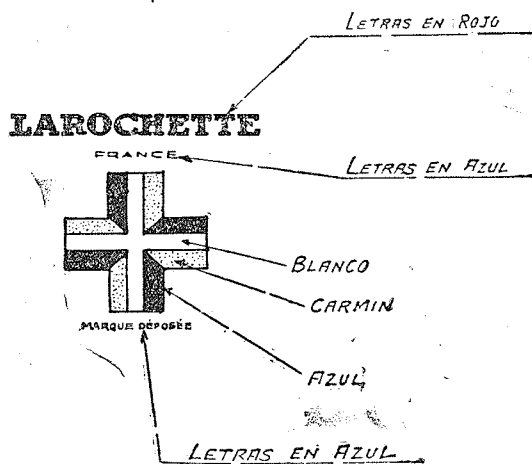 LETRAS EN ROJO
LAROCHETTE
FRANCE
LETRAS EN AZUL
BLANCO
CARMIN
MARQUE DÉPOSÉE
AZUL
LETRAS EN AZUL